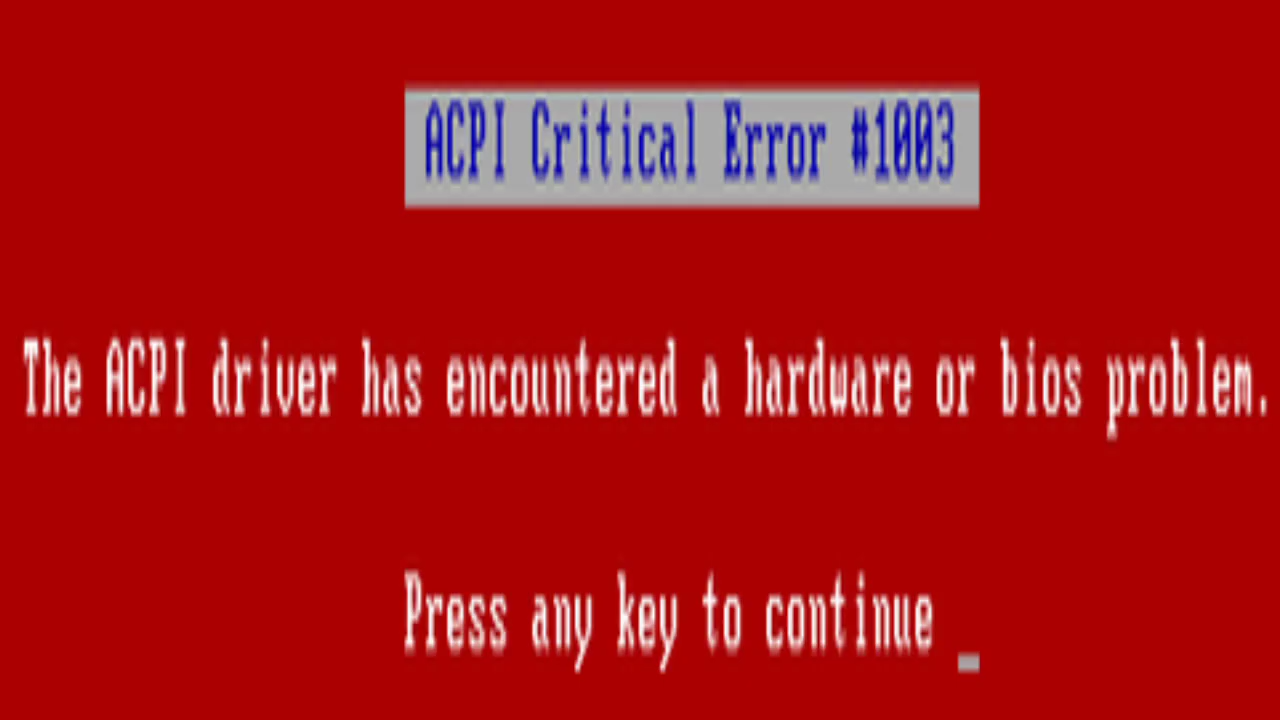 ACPI Critical Error #1003
The ACPI driver has encountered a hardware or bios problem.
Press any key to continue _